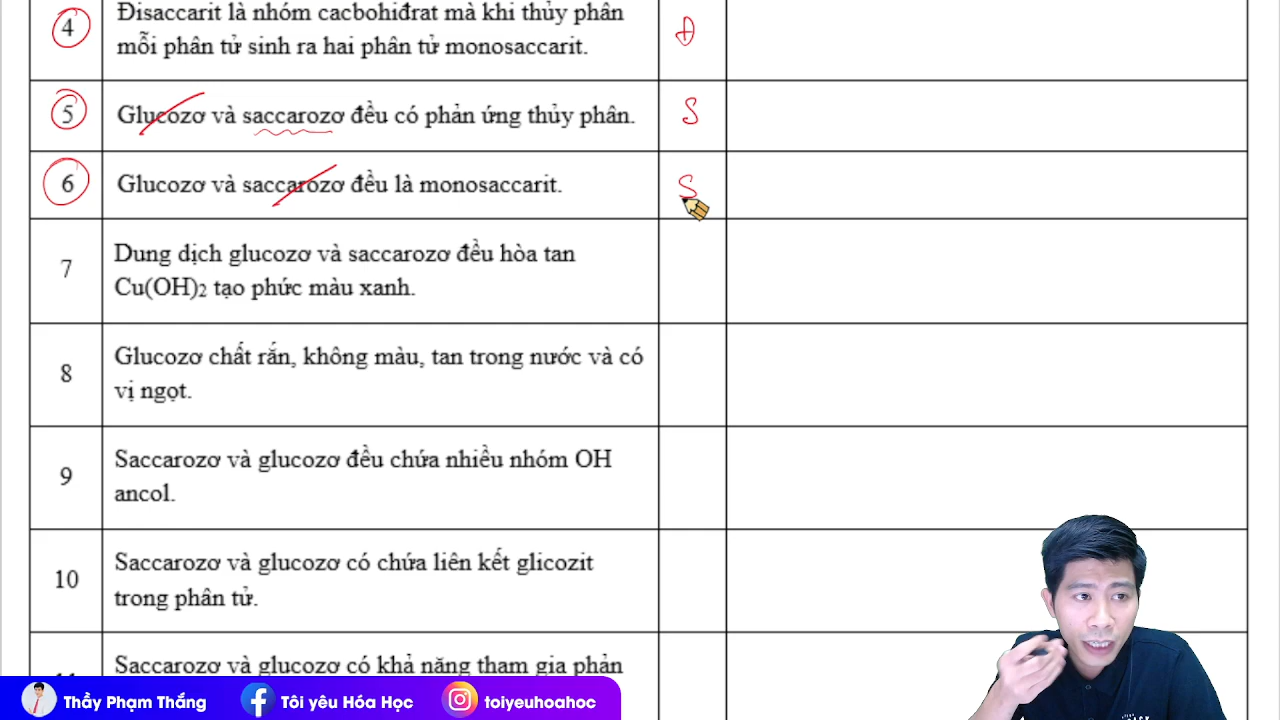 4
Đisaccarit là nhóm cacbohiđrat mà khi thủy phân
mỗi phân tử sinh ra hai phân tử monosaccarit.
Đ
5
Glucozơ và saccarozơ đều có phản ứng thủy phân.
S
6
Glucozơ và saccarozơ đều là monosaccarit.
S
7
Dung dịch glucozơ và saccarozơ đều hòa tan
Cu(OH)2 tạo phức màu xanh.
8
Glucozơ chất rắn, không màu, tan trong nước và có
vị ngọt.
9
Saccarozơ và glucozơ đều chứa nhiều nhóm OH
ancol.
10
Saccarozơ và glucozơ có chứa liên kết glicozit
trong phân tử.
Saccarozơ và glucozơ có khả năng tham gia phản
Thầy Phạm Thắng
Tôi yêu Hóa Học
toiyeuhoahoc